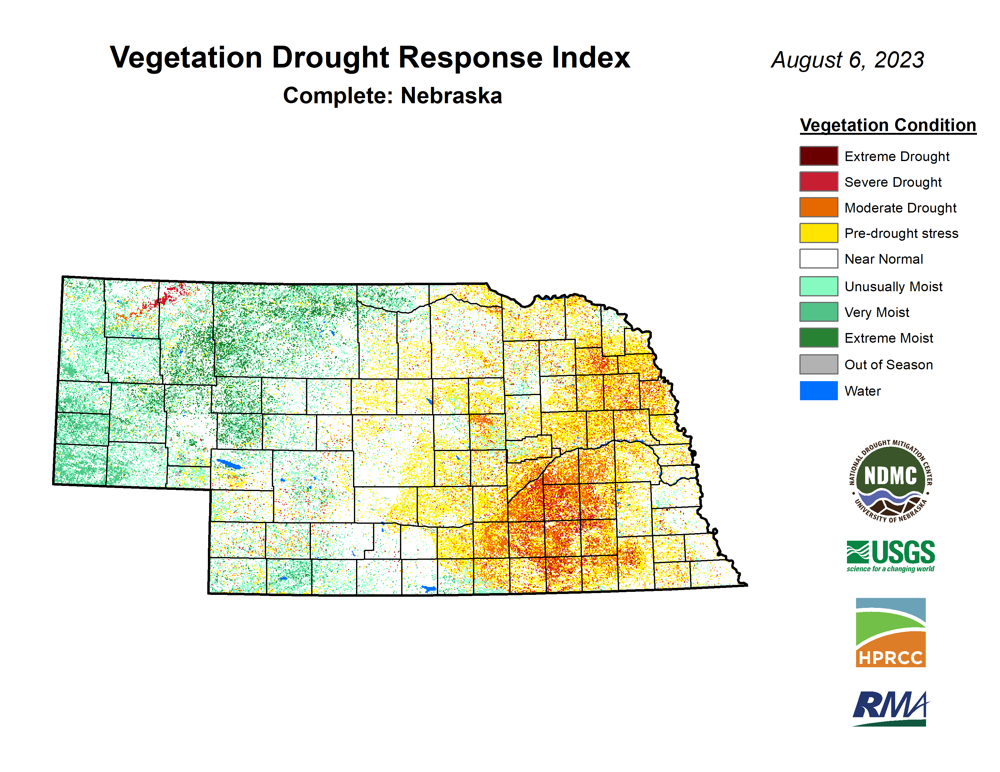 Vegetation Drought Response Index
August 6, 2023
Complete: Nebraska
Vegetation Condition
Extreme Drought
Severe Drought
Moderate Drought
Pre-drought stress
Near Normal
Unusually Moist
Very Moist
Extreme Moist
Out of Season
Water
NATIONAL DROUGHT MITIGATION CENTER
NDMC
UNIVERSITY OF NEBRASKA
USGS
science for a changing world
HPRCC
RMA